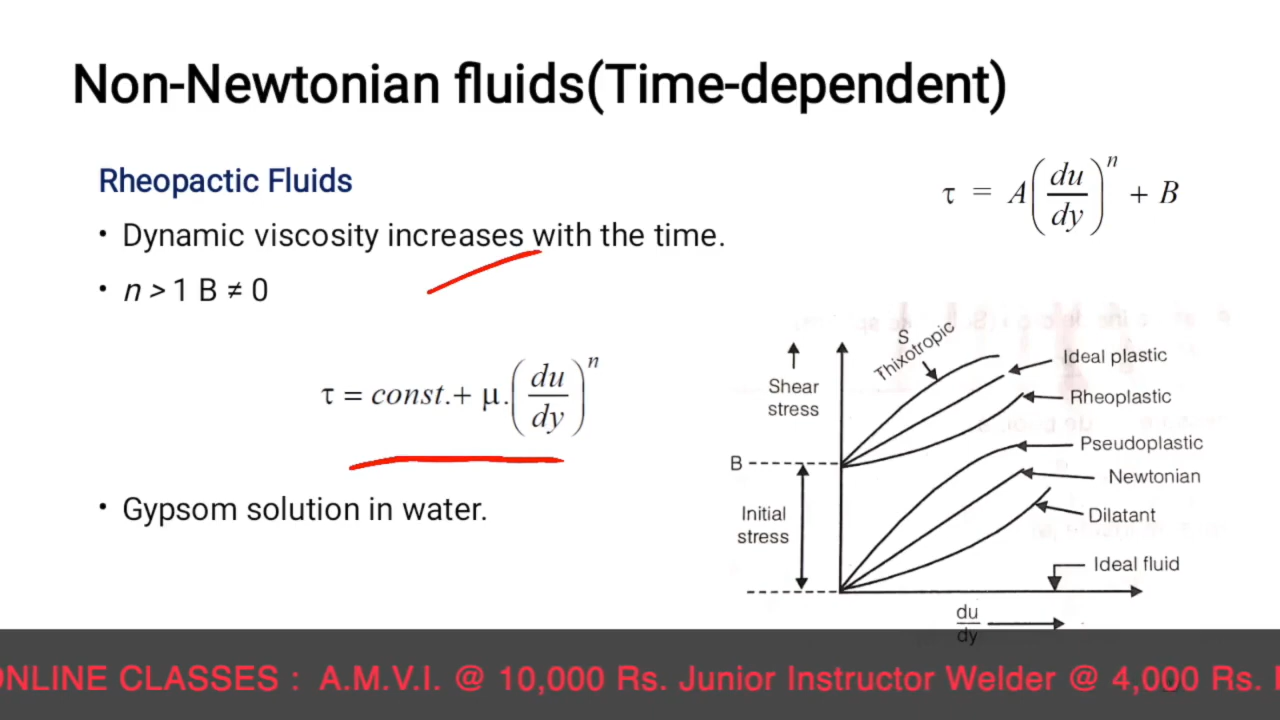 Non-Newtonian fluids(Time-dependent)
Rheopactic Fluids
• Dynamic viscosity increases with the time.
• n > 1 B ≠ 0
τ = const.+ μ.(du/dy)^n
• Gypsom solution in water.
τ = A(du/dy)^n + B
S
Thixotropic
Ideal plastic
Shear
stress
Rheoplastic
Pseudoplastic
B
Newtonian
Initial
stress
Dilatant
Ideal fluid
du
dy
ONLINE CLASSES : A.M.V.I. @ 10,000 Rs. Junior Instructor Welder @ 4,000 Rs.